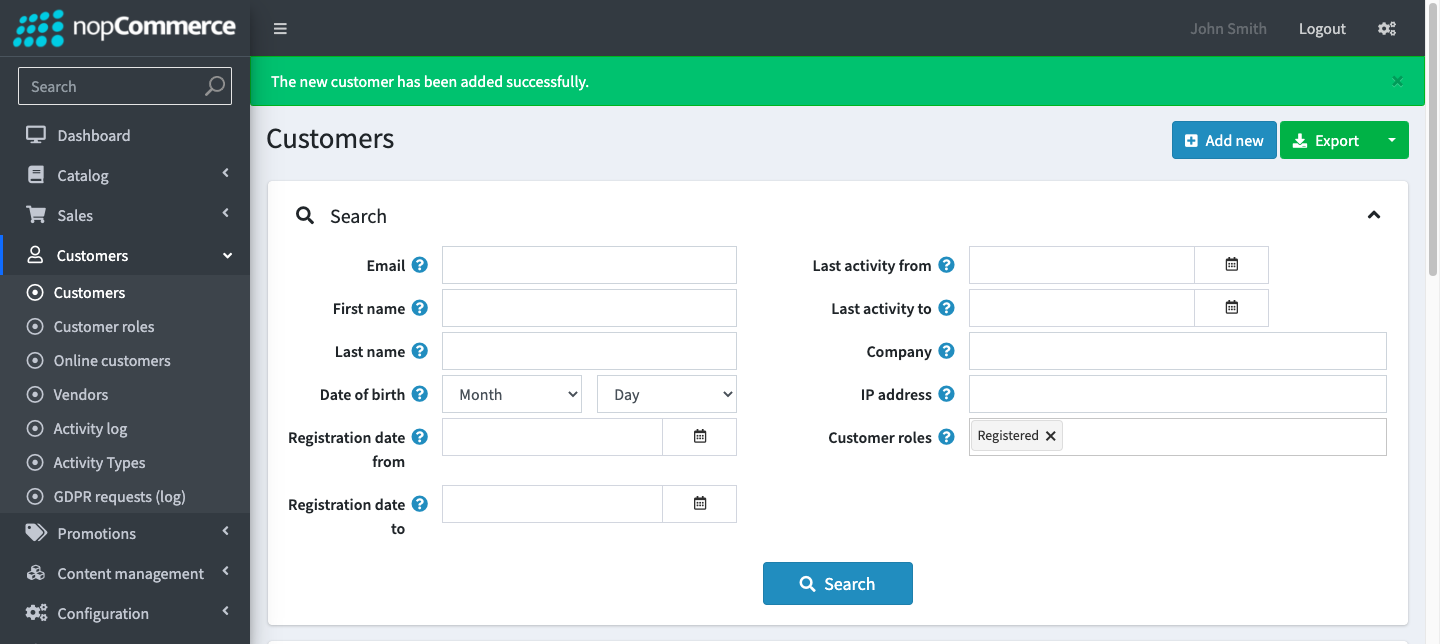 nopCommerce
John Smith
Logout
Search
The new customer has been added successfully.
Dashboard
Catalog
Sales
Customers
Customers
Customer roles
Online customers
Vendors
Activity log
Activity Types
GDPR requests (log)
Promotions
Content management
Configuration
Customers
Add new
Export
Search
Email
First name
Last name
Date of birth
Month
Day
Registration date
from
Registration date
to
Last activity from
Last activity to
Company
IP address
Customer roles
Registered
Search